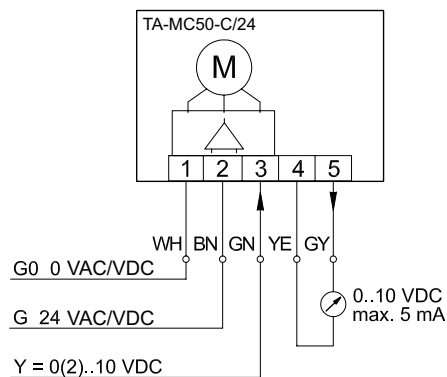 TA-MC50-C/24
M
1 2 3 4 5
WH BN GN YE GY
G0 0 VAC/VDC
0..10 VDC
max. 5 mA
G 24 VAC/VDC
Y = 0(2)..10 VDC